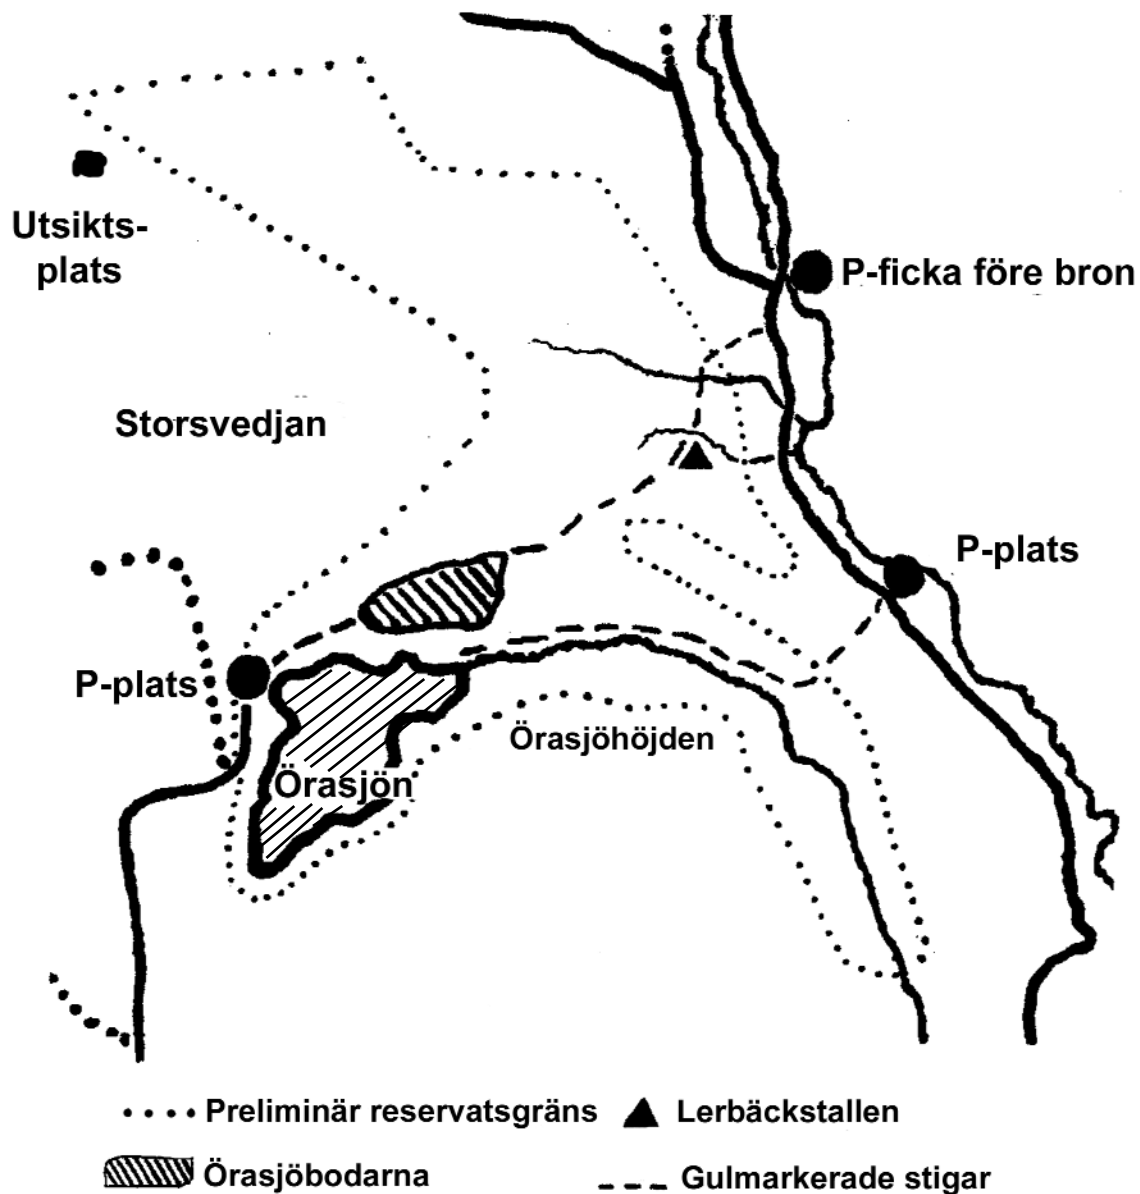 Utsikts-
plats
P-ficka före bron
Storsvedjan
P-plats
P-plats
Örasjöhöjden
Örasjön
Preliminär reservatsgräns
Lerbäckstallen
Örasjöbodarna
Gulmarkerade stigar